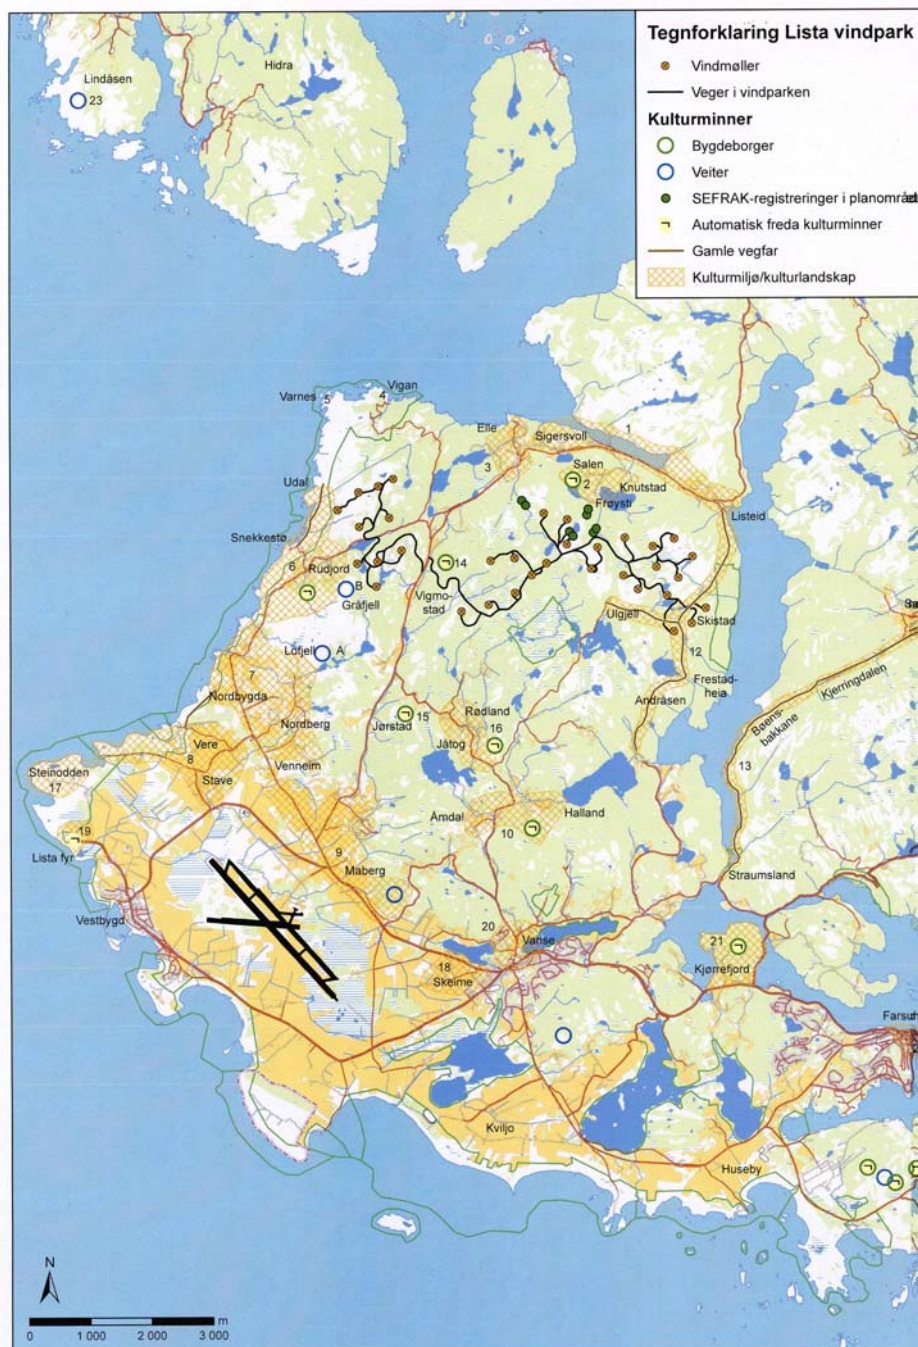 Tegnforklaring Lista vindpark
Vindmøller
Veger i vindparken
Kulturminner
Bygdeborger
Veiter
SEFRAK-registreringer i planområd
Automatisk freda kulturminner
Gamle vegfar
Kulturmiljø/kulturlandskap
Lindåsen
23
Hidra
Vigan
4
Varnes
5
Elle
Sigersvoll
1
3
Salen
2
Knutstad
Udal
Frøysti
Listeid
Snekkestø
6
Rudjord
14
B
Gråfjell
Vigmo-
stad
Ulgjell
Skistad
12
Lofjell
A
Frestad-
heia
7
Nordbygda
Andråsen
Kjerringdalen
Nordberg
Jørstad
15
Rødland
16
Bøens-
bakkane
Vere
8
Jåtog
Venneim
13
Steinodden
17
Stave
Åmdal
Halland
10
19
Lista fyr
9
Maberg
Straumsland
Vestbygd
20
Vanse
21
Kjørrefjord
18
Skeime
Farsu
Kviljo
Huseby
N
m
0
1 000
2 000
3 000